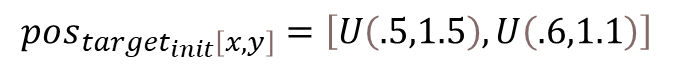 pos_{target_{init[x,y]}} = [U(.5,1.5),U(.6,1.1)]